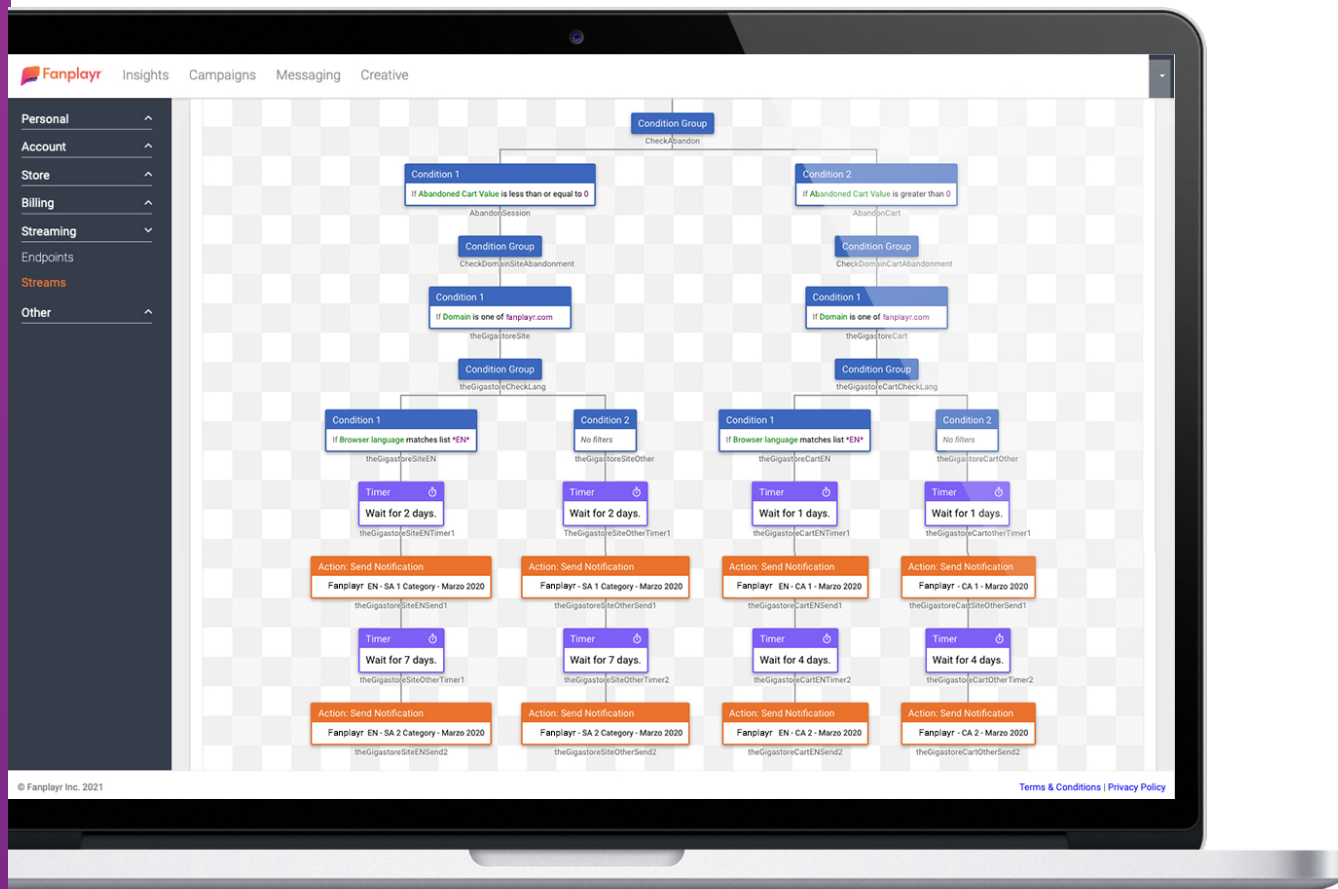 Fanplayr Insights Campaigns Messaging Creative
Personal
Account
Store
Billing
Streaming
Endpoints
Streams
Other
Condition Group
CheckAbandon
Condition 1
If Abandoned Cart Value is less than or equal to 0
AbandonSession
Condition 2
If Abandoned Cart Value is greater than 0
AbandonCart
Condition Group
CheckDomainSiteAbandonment
Condition Group
CheckDomainCartAbandonment
Condition 1
If Domain is one of fanplayr.com
theGigastoreSite
Condition 1
If Domain is one of fanplayr.com
theGigastoreCart
Condition Group
theGigastoreCheckLang
Condition Group
theGigastoreCartCheckLang
Condition 1
If Browser language matches list *EN*
theGigastoreSiteEN
Condition 2
No filters
theGigastoreSiteOther
Condition 1
If Browser language matches list *EN*
theGigastoreCartEN
Condition 2
No filters
theGigastoreCartOther
Timer
Wait for 2 days.
theGigastoreSiteENTimer1
Timer
Wait for 2 days.
TheGigastoreSiteOtherTimer1
Timer
Wait for 1 days.
theGigastoreCartENTimer1
Timer
Wait for 1 days.
theGigastoreCartotherTimer1
Action: Send Notification
Fanplayr EN - SA 1 Category - Marzo 2020
theGigastoreSiteENSend1
Action: Send Notification
Fanplayr - SA 1 Category - Marzo 2020
theGigastoreSiteOtherSend1
Action: Send Notification
Fanplayr EN - CA 1 - Marzo 2020
theGigastoreCartENSend1
Action: Send Notification
Fanplayr - CA 1 - Marzo 2020
theGigastoreCartSiteOtherSend1
Timer
Wait for 7 days.
theGigastoreSiteOtherTimer1
Timer
Wait for 7 days.
theGigastoreSiteOtherTimer2
Timer
Wait for 4 days.
theGigastoreCartENTimer2
Timer
Wait for 4 days.
theGigastoreCartOtherTimer2
Action: Send Notification
Fanplayr EN - SA 2 Category - Marzo 2020
theGigastoreSiteENSend2
Action: Send Notification
Fanplayr - SA 2 Category - Marzo 2020
theGigastoreSiteOtherSend2
Action: Send Notification
Fanplayr EN - CA 2 - Marzo 2020
theGigastoreCartENSend2
Action: Send Notification
Fanplayr - CA 2 - Marzo 2020
theGigastoreCartOtherSend2
© Fanplayr Inc. 2021
Terms & Conditions | Privacy Policy